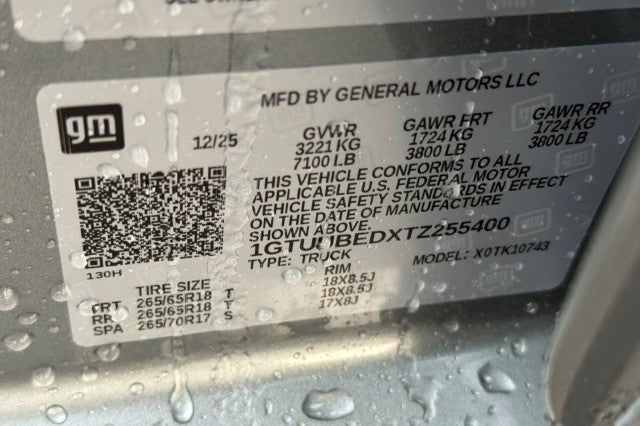 MFD BY GENERAL MOTORS LLC
gm
12/25
GVWR GAWR FRT GAWR RR
3221 KG 1724 KG 1724 KG
7100 LB 3800 LB 3800 LB
THIS VEHICLE CONFORMS TO ALL
APPLICABLE U.S. FEDERAL MOTOR
VEHICLE SAFETY STANDARDS IN EFFECT
ON THE DATE OF MANUFACTURE
1GTUUBEDXTZ255400
TYPE: TRUCK MODEL: X0TK10743
130H
TIRE SIZE RIM
FRT 265/65R18 T 18X8.5J
RR 265/65R18 T 18X8.5J
SPA 265/70R17 S 17X8J